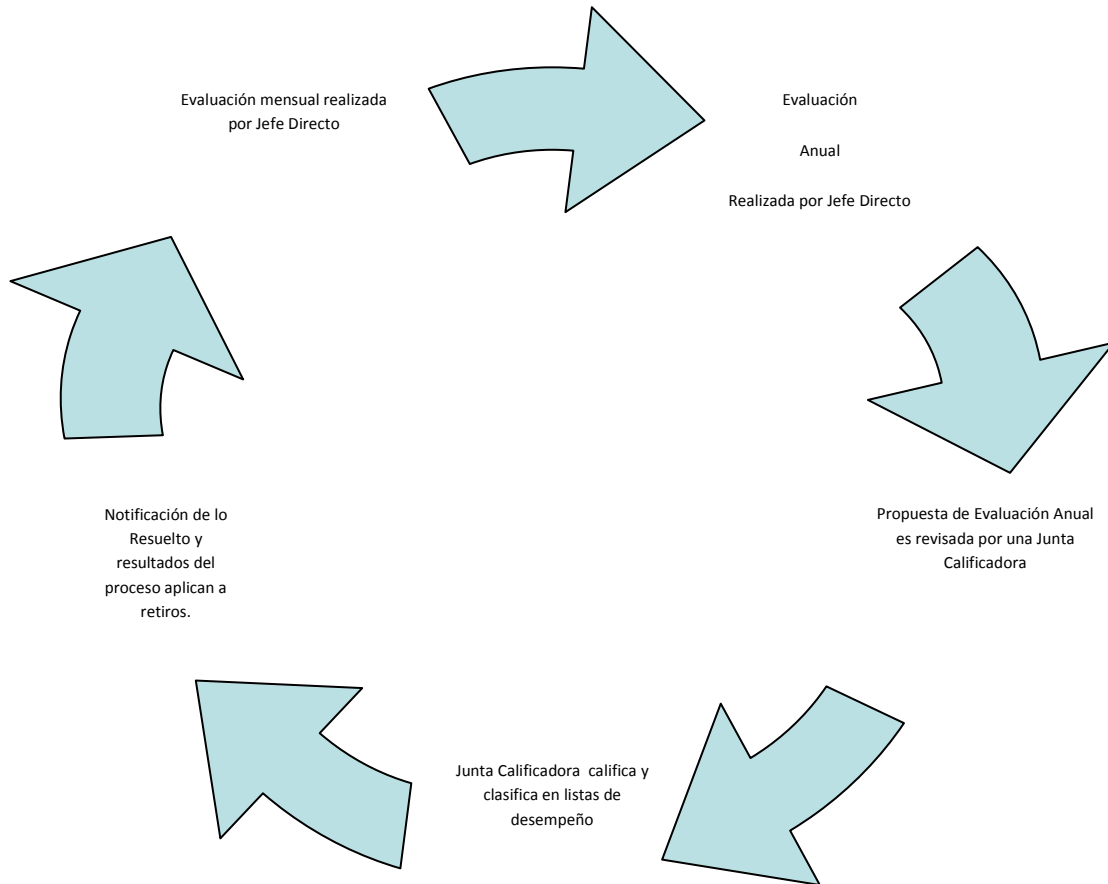 Evaluación mensual realizada
por Jefe Directo
Evaluación
Anual
Realizada por Jefe Directo
Propuesta de Evaluación Anual
es revisada por una Junta
Calificadora
Junta Calificadora califica y
clasifica en listas de
desempeño
Notificación de lo
Resuelto y
resultados del
proceso aplican a
retiros.